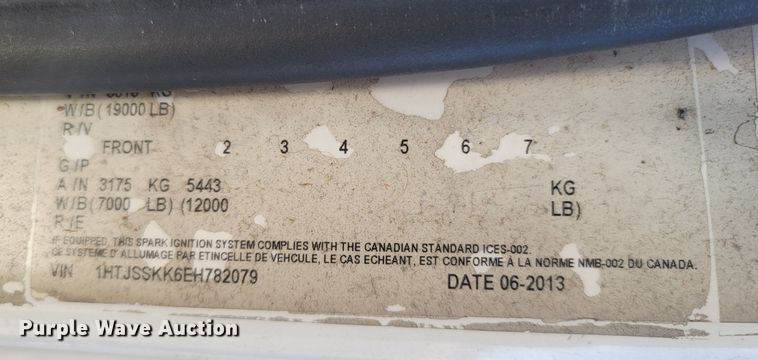 KG
W/B (19000 LB)
R/V
FRONT 2 3 4 5 6 7
G/P
A/N 3175 KG 5443 KG
W/B (7000 LB) (12000 LB)
R/E
IF EQUIPPED, THIS SPARK IGNITION SYSTEM COMPLIES WITH THE CANADIAN STANDARD ICES-002.
CE SYSTEME D'ALLUMAGE PAR ETINCELLE DE VEHICULE, LE CAS ECHEANT, EST CONFORME À LA NORME NMB-002 DU CANADA.
VIN 1HTJSSKK6EH782079 DATE 06-2013
Purple Wave Auction